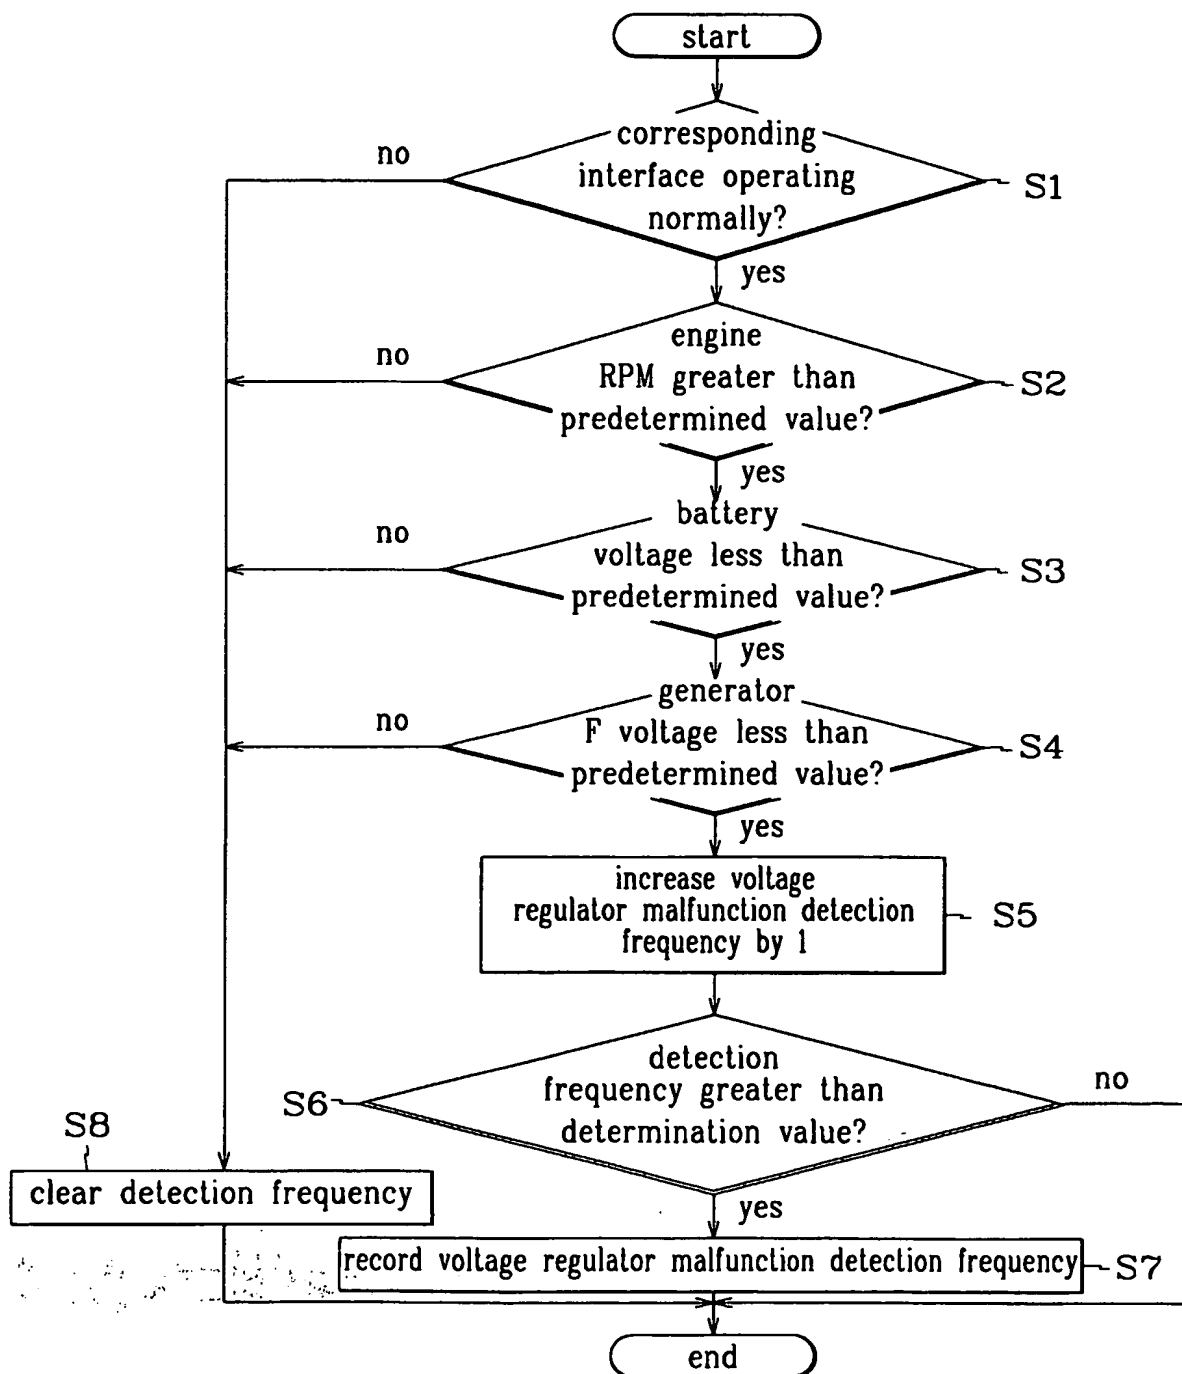 start
corresponding
interface operating
normally?
no
S1
yes
engine
RPM greater than
predetermined value?
no
S2
yes
battery
voltage less than
predetermined value?
no
S3
yes
generator
F voltage less than
predetermined value?
no
S4
yes
increase voltage
regulator malfunction detection
frequency by 1
S5
detection
frequency greater than
determination value?
S6
no
yes
S8
clear detection frequency
record voltage regulator malfunction detection frequency
S7
end